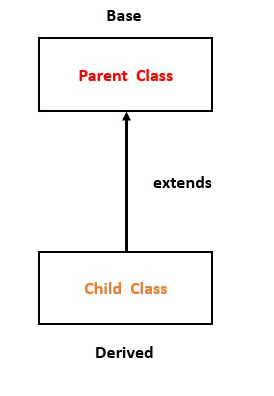 Base
Parent Class
extends
Child Class
Derived